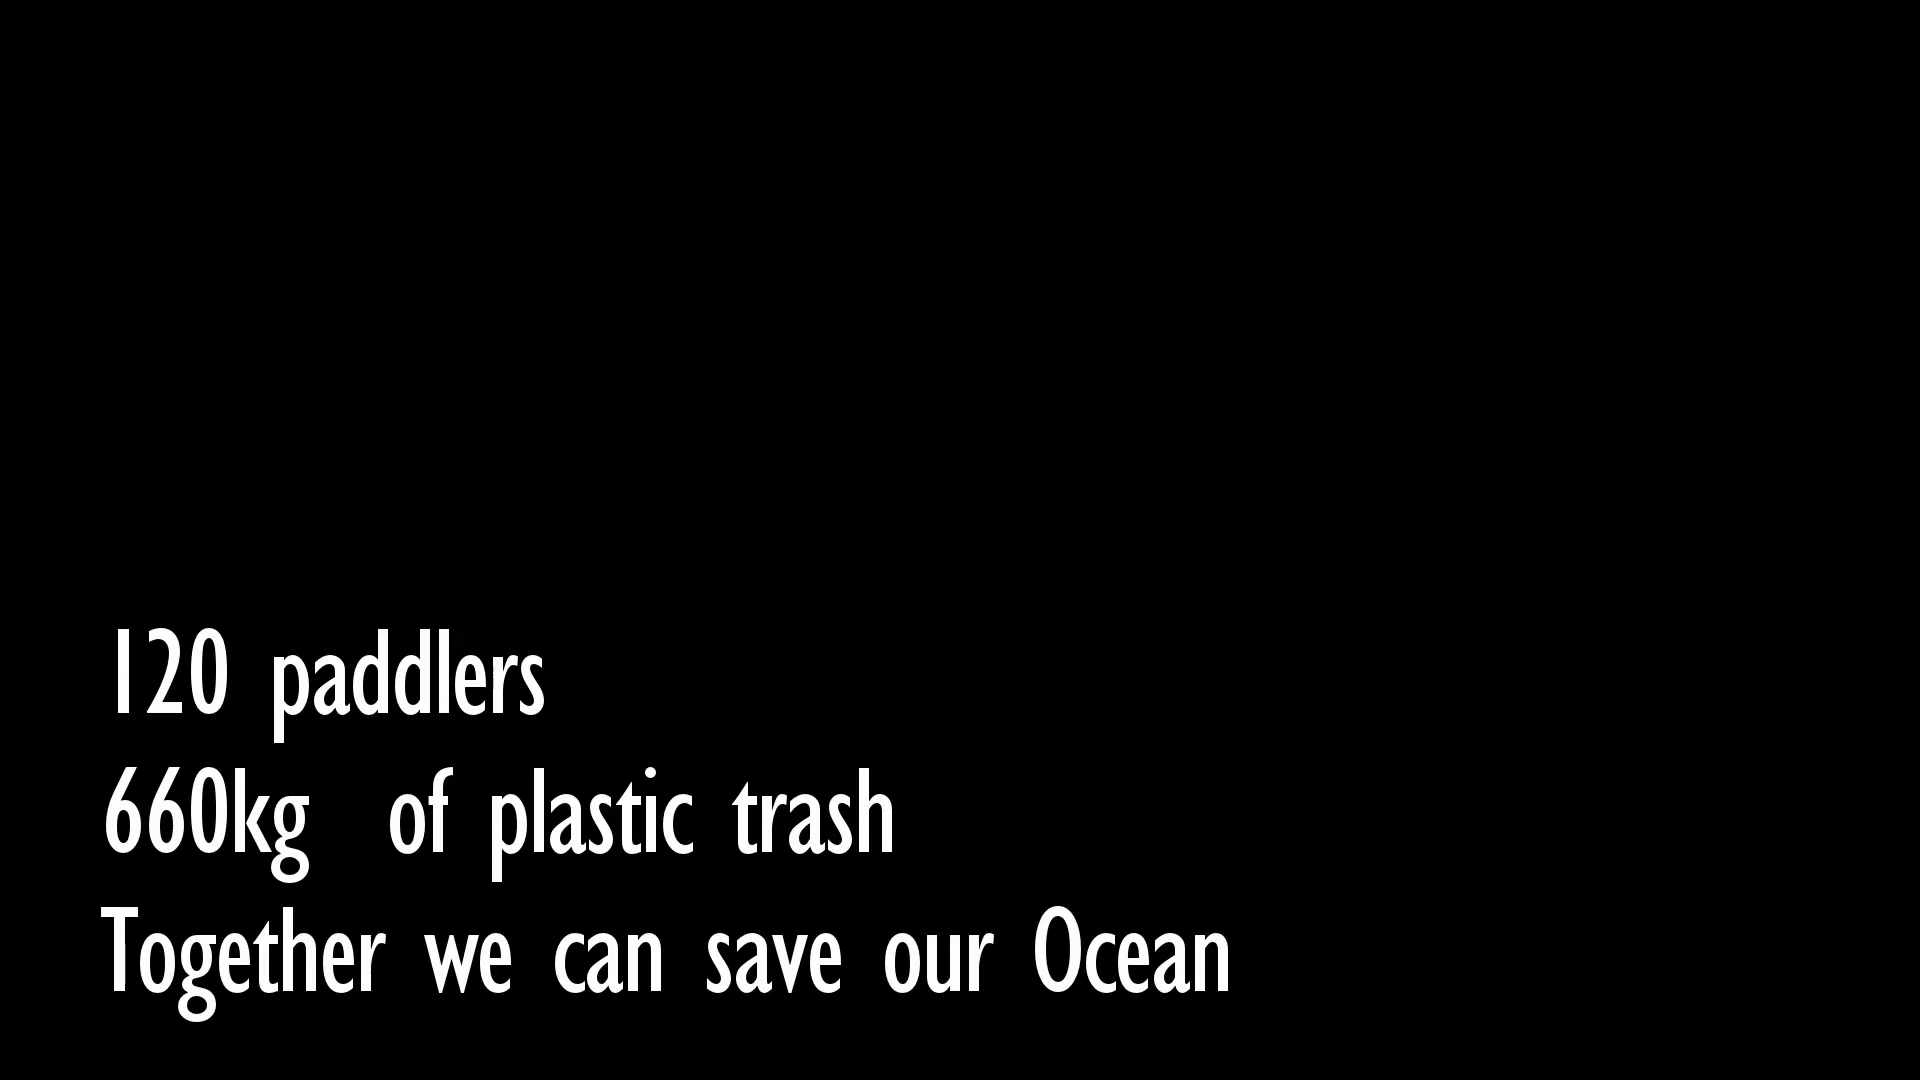 120 paddlers
660kg of plastic trash
Together we can save our Ocean